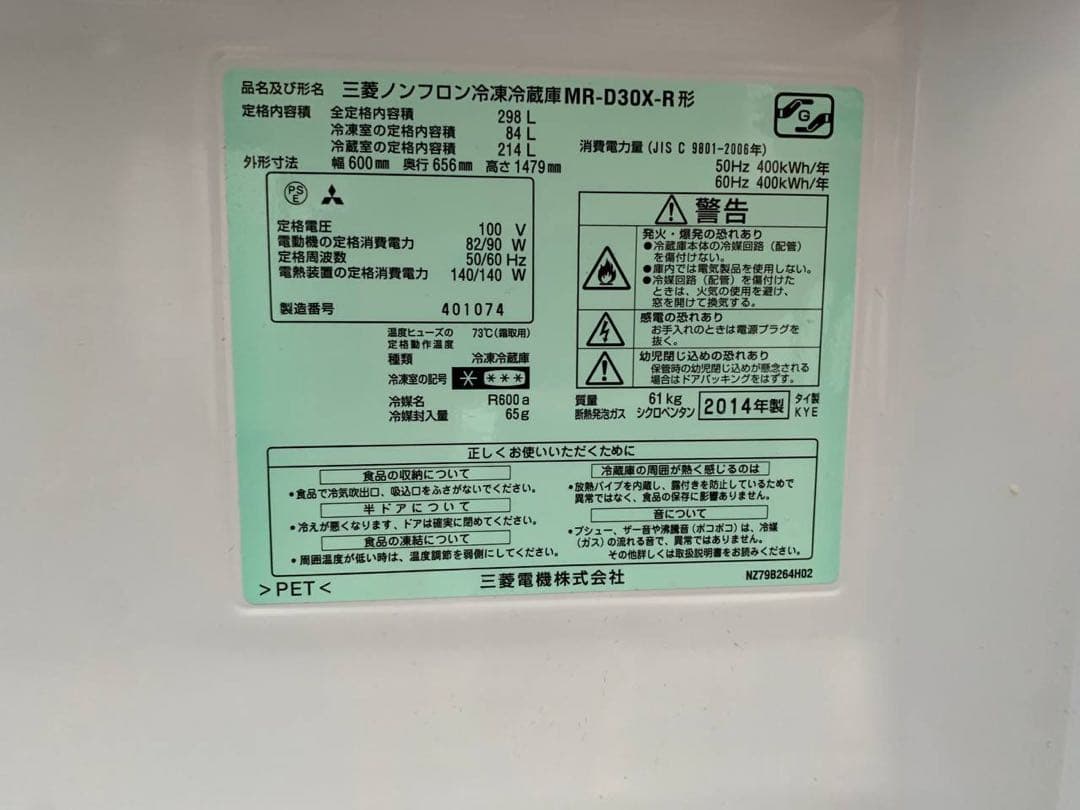 品名及び形名 三菱ノンフロン冷凍冷蔵庫MR-D30X-R形
定格内容積 全定格内容積 298 L
冷凍室の定格内容積 84 L
冷蔵室の定格内容積 214 L
外形寸法 幅 600mm 奥行 656mm 高さ 1479mm
G
消費電力量 (JIS C 9801-2006年)
50Hz 400kWh/年
60Hz 400kWh/年
PS
E
定格電圧 100 V
電動機の定格消費電力 82/90 W
定格周波数 50/60 Hz
電熱装置の定格消費電力 140/140 W
製造番号 401074
温度ヒューズの 73℃(霜取用)
定格動作温度
種類 冷凍冷蔵庫
冷凍室の記号
冷媒名 R600a
冷媒封入量 65g
警告
発火・爆発の恐れあり
●冷蔵庫本体の冷媒回路(配管)
を傷付けない。
●庫内では電気製品を使用しない。
●冷媒回路(配管)を傷付けた
ときは、火気の使用を避け、
窓を開けて換気する。
感電の恐れあり
お手入れのときは電源プラグを
抜く。
幼児閉じ込めの恐れあり
保管時の幼児閉じ込めが懸念される
場合はドアパッキングをはずす。
質量 61kg
断熱発泡ガス シクロペンタン
2014年製
タイ製
KYE
正しくお使いいただくために
食品の収納について
•食品で冷気吹出口、吸込口をふさがないでください。
半ドアについて
•冷えが悪くなります、ドアは確実に閉めてください。
食品の凍結について
•周囲温度が低い時は、温度調節を弱側にしてください。
冷蔵庫の周囲が熱く感じるのは
•放熱パイプを内蔵し、露付きを防止しているためで
異常ではなく、食品の保存に影響ありません。
音について
•プシュー、ザー音や沸騰音(ポコポコ)は、冷媒
(ガス)の流れる音で、異常ではありません。
その他詳しくは取扱説明書をお読みください。
>PET<
三菱電機株式会社
NZ79B264H02